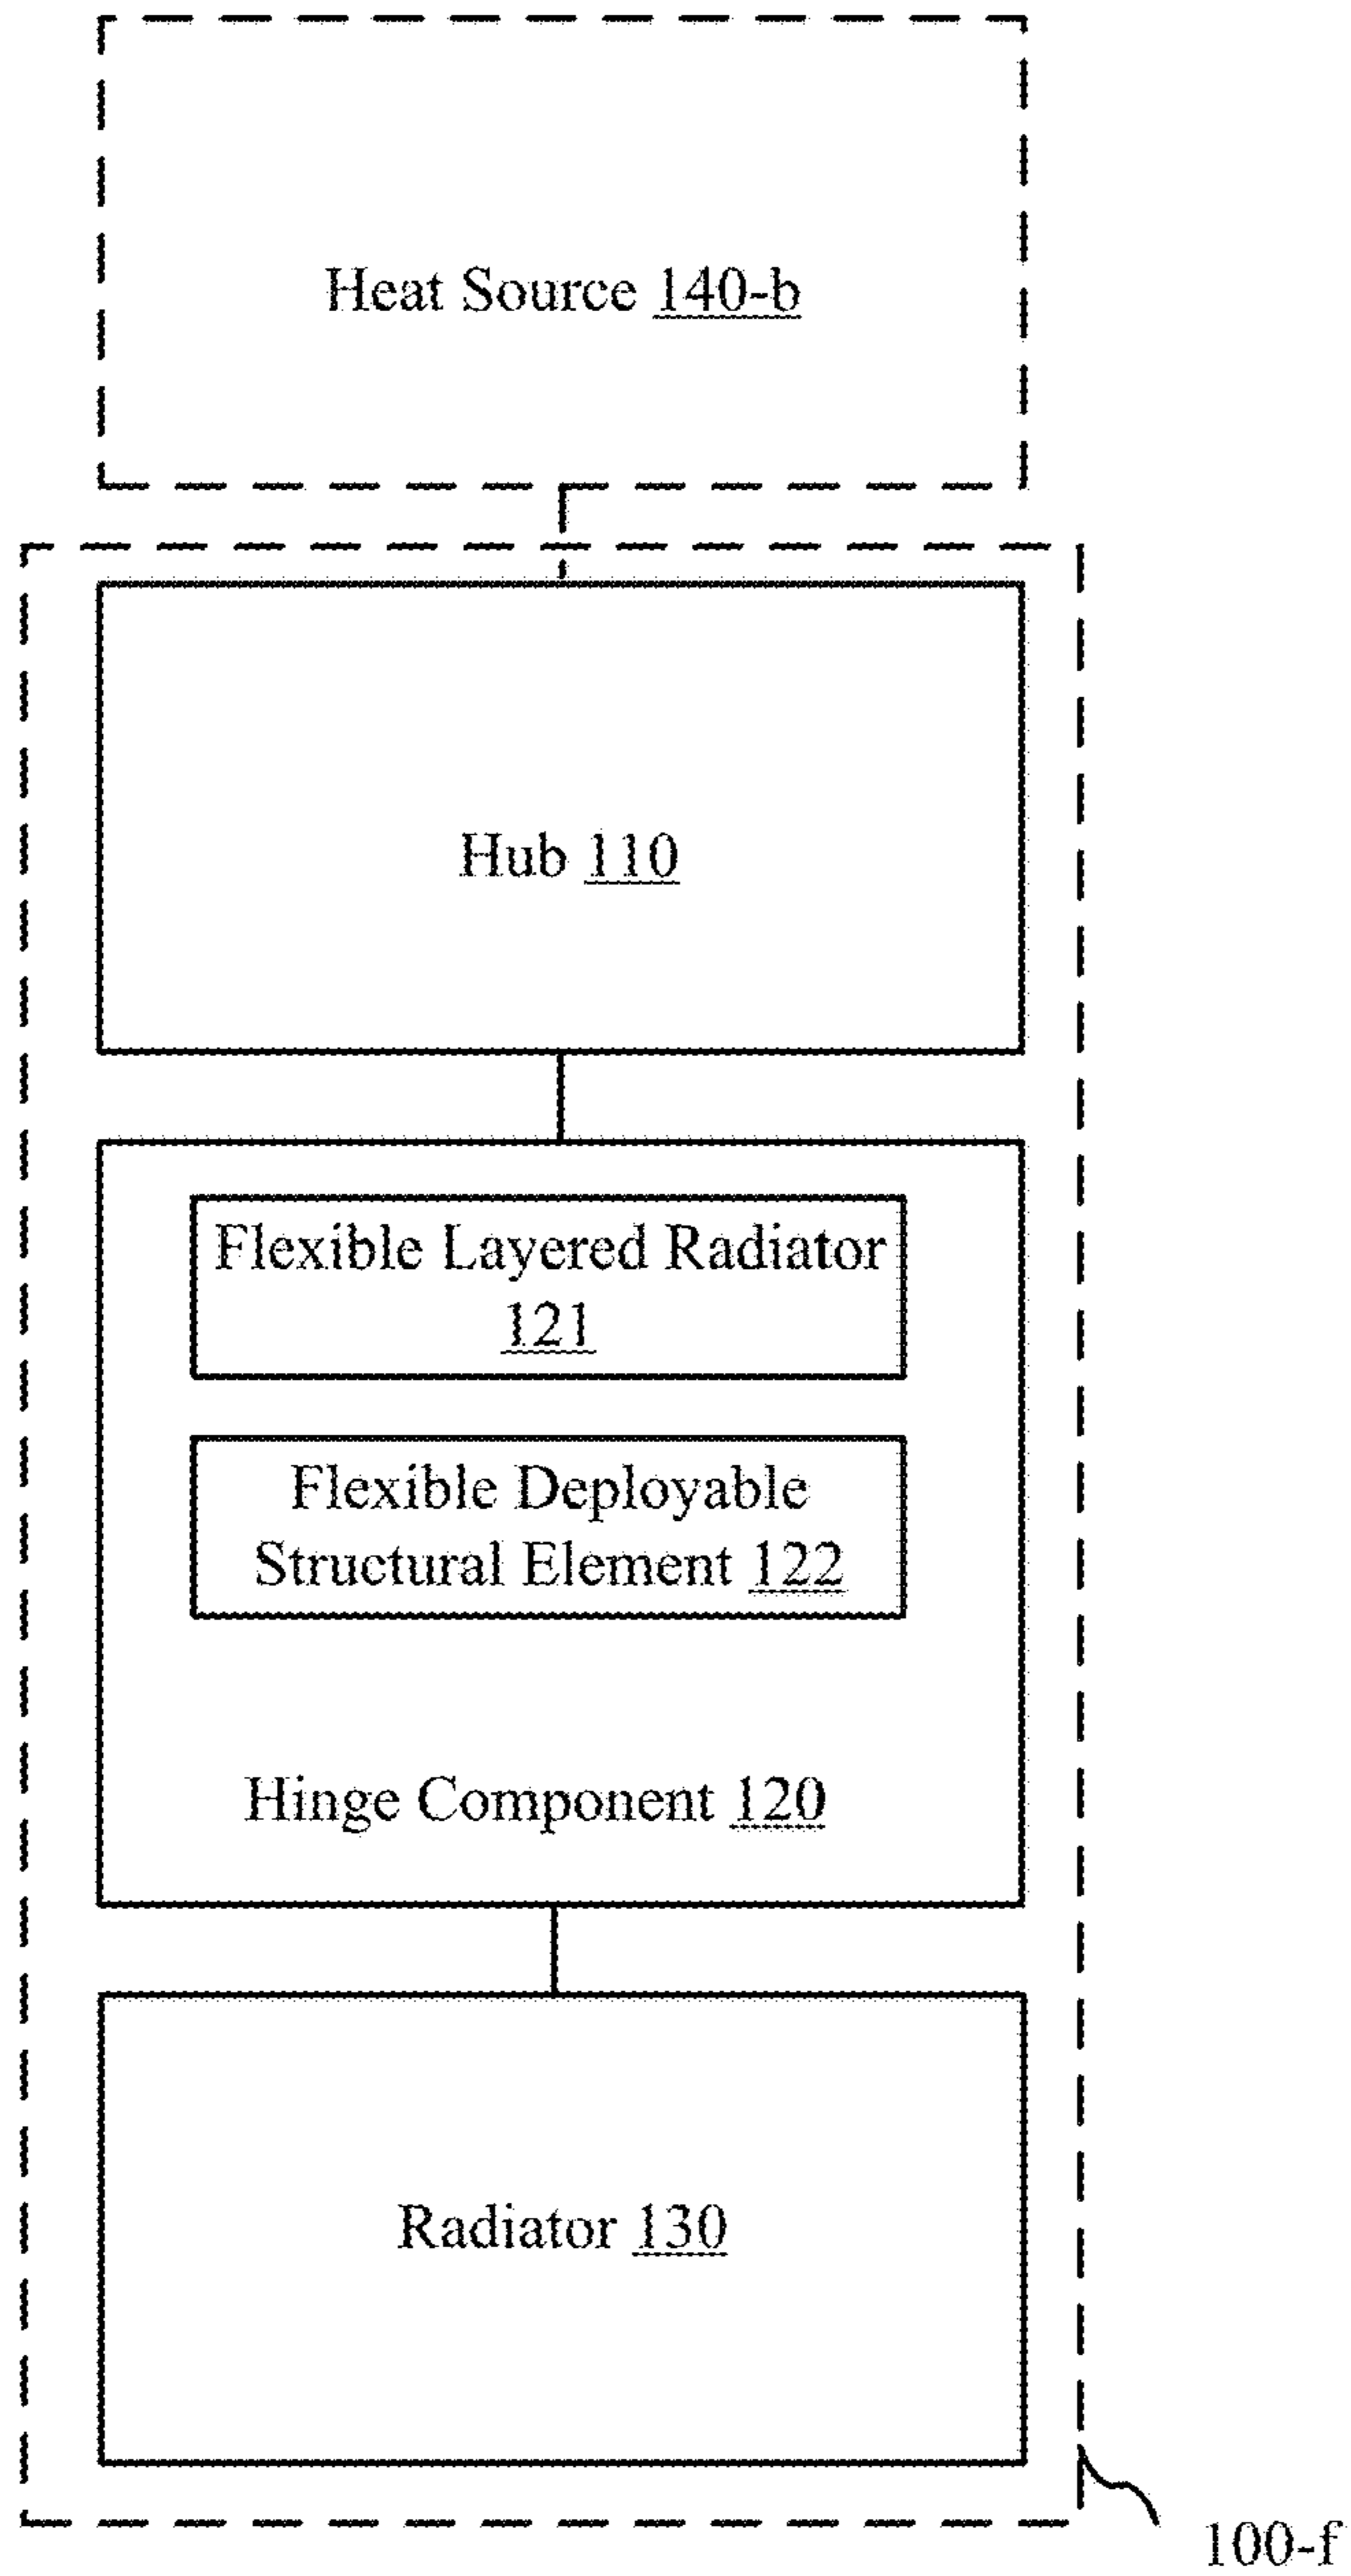 Heat Source 140-b
Hub 110
Flexible Layered Radiator
121
Flexible Deployable
Structural Element 122
Hinge Component 120
Radiator 130
100-f